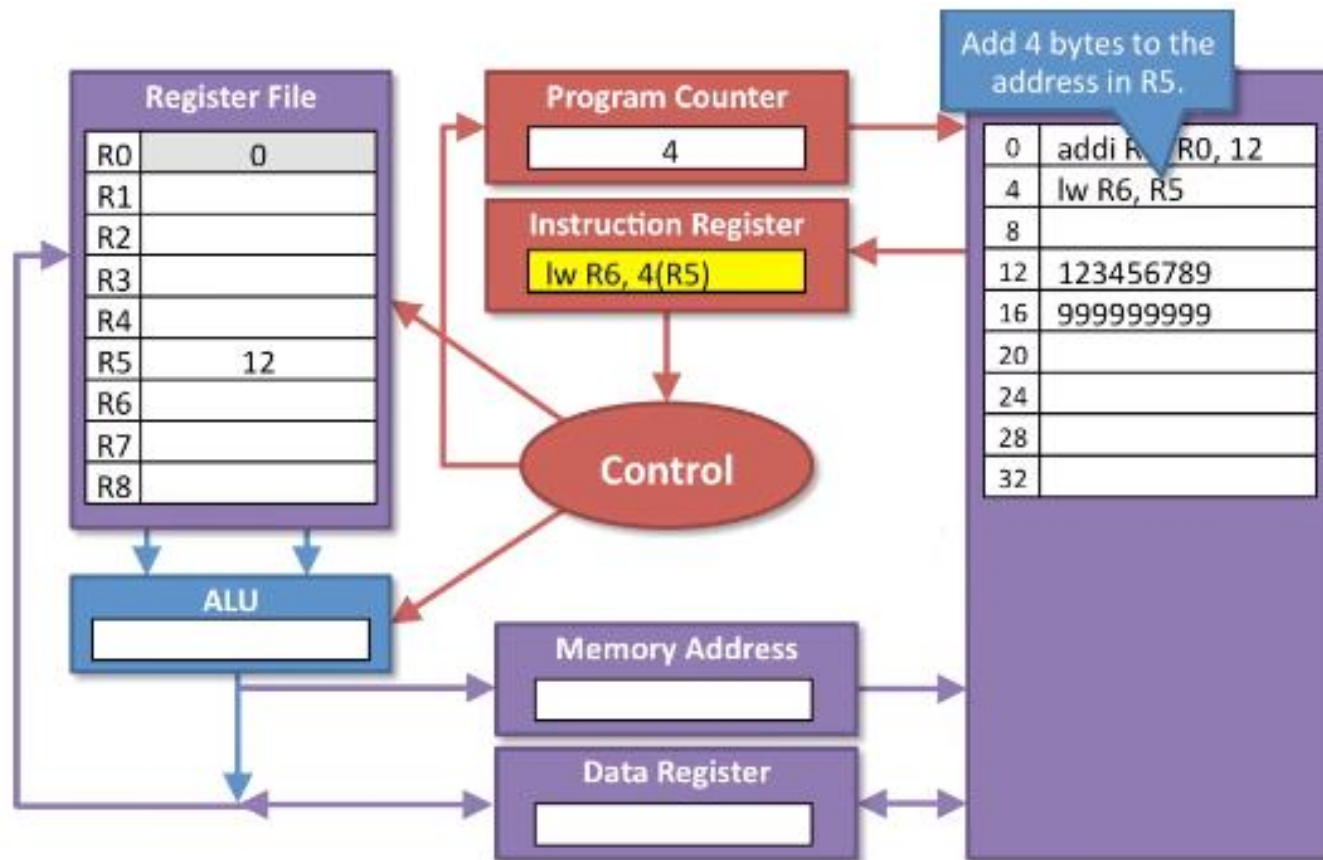 Add 4 bytes to the
address in R5.
Register File
R0 0
R1
R2
R3
R4
R5 12
R6
R7
R8
Program Counter
4
Instruction Register
lw R6, 4(R5)
Control
ALU
Memory Address
Data Register
0 addi R0, 12
4 lw R6, R5
8
12 123456789
16 999999999
20
24
28
32